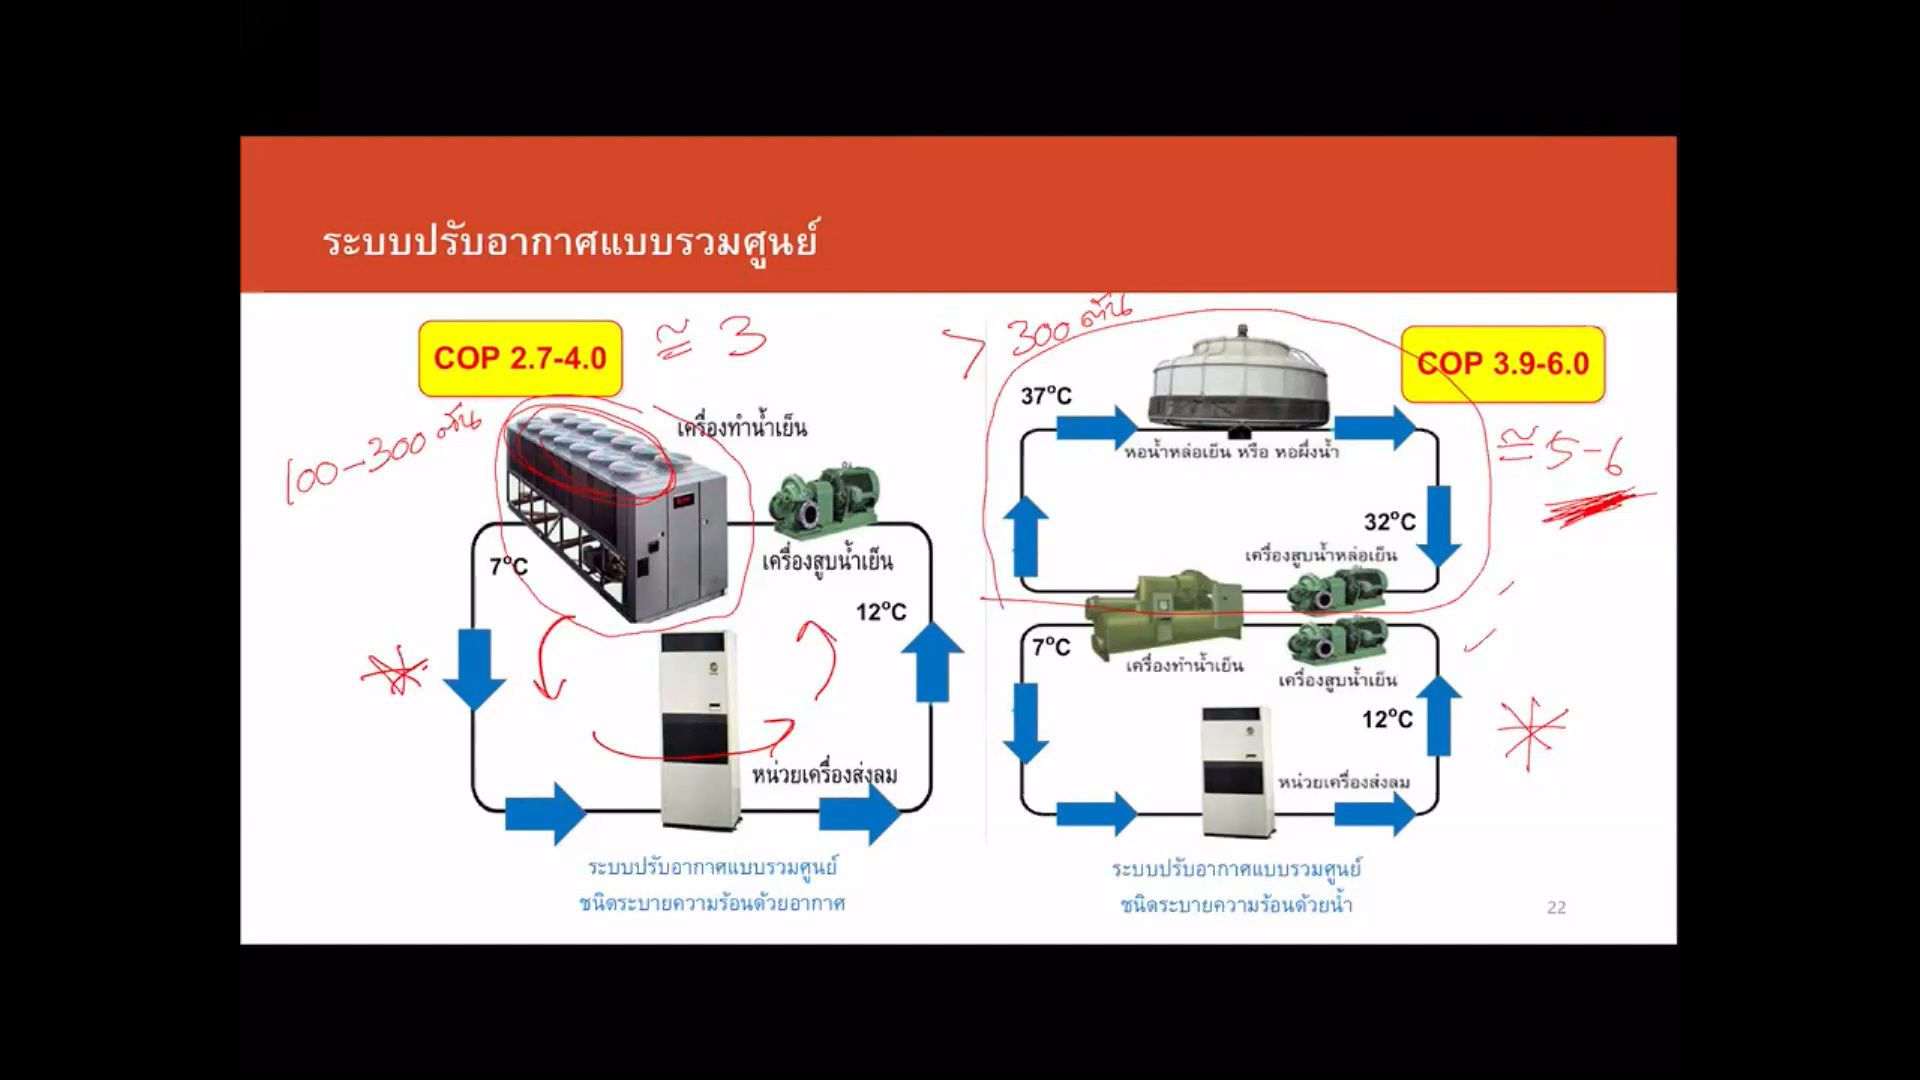 ระบบปรับอากาศแบบรวมศูนย์
COP 2.7-4.0
≅ 3
100-300 ตัน
เครื่องทำน้ำเย็น
เครื่องสูบน้ำเย็น
7°C
12°C
หน่วยเครื่องส่งลม
ระบบปรับอากาศแบบรวมศูนย์
ชนิดระบายความร้อนด้วยอากาศ
> 300 ตัน
COP 3.9-6.0
≅ 5-6
37°C
หอน้ำหล่อเย็น หรือ หอผึ่งน้ำ
32°C
เครื่องสูบน้ำหล่อเย็น
7°C
เครื่องทำน้ำเย็น
เครื่องสูบน้ำเย็น
12°C
หน่วยเครื่องส่งลม
ระบบปรับอากาศแบบรวมศูนย์
ชนิดระบายความร้อนด้วยน้ำ
22